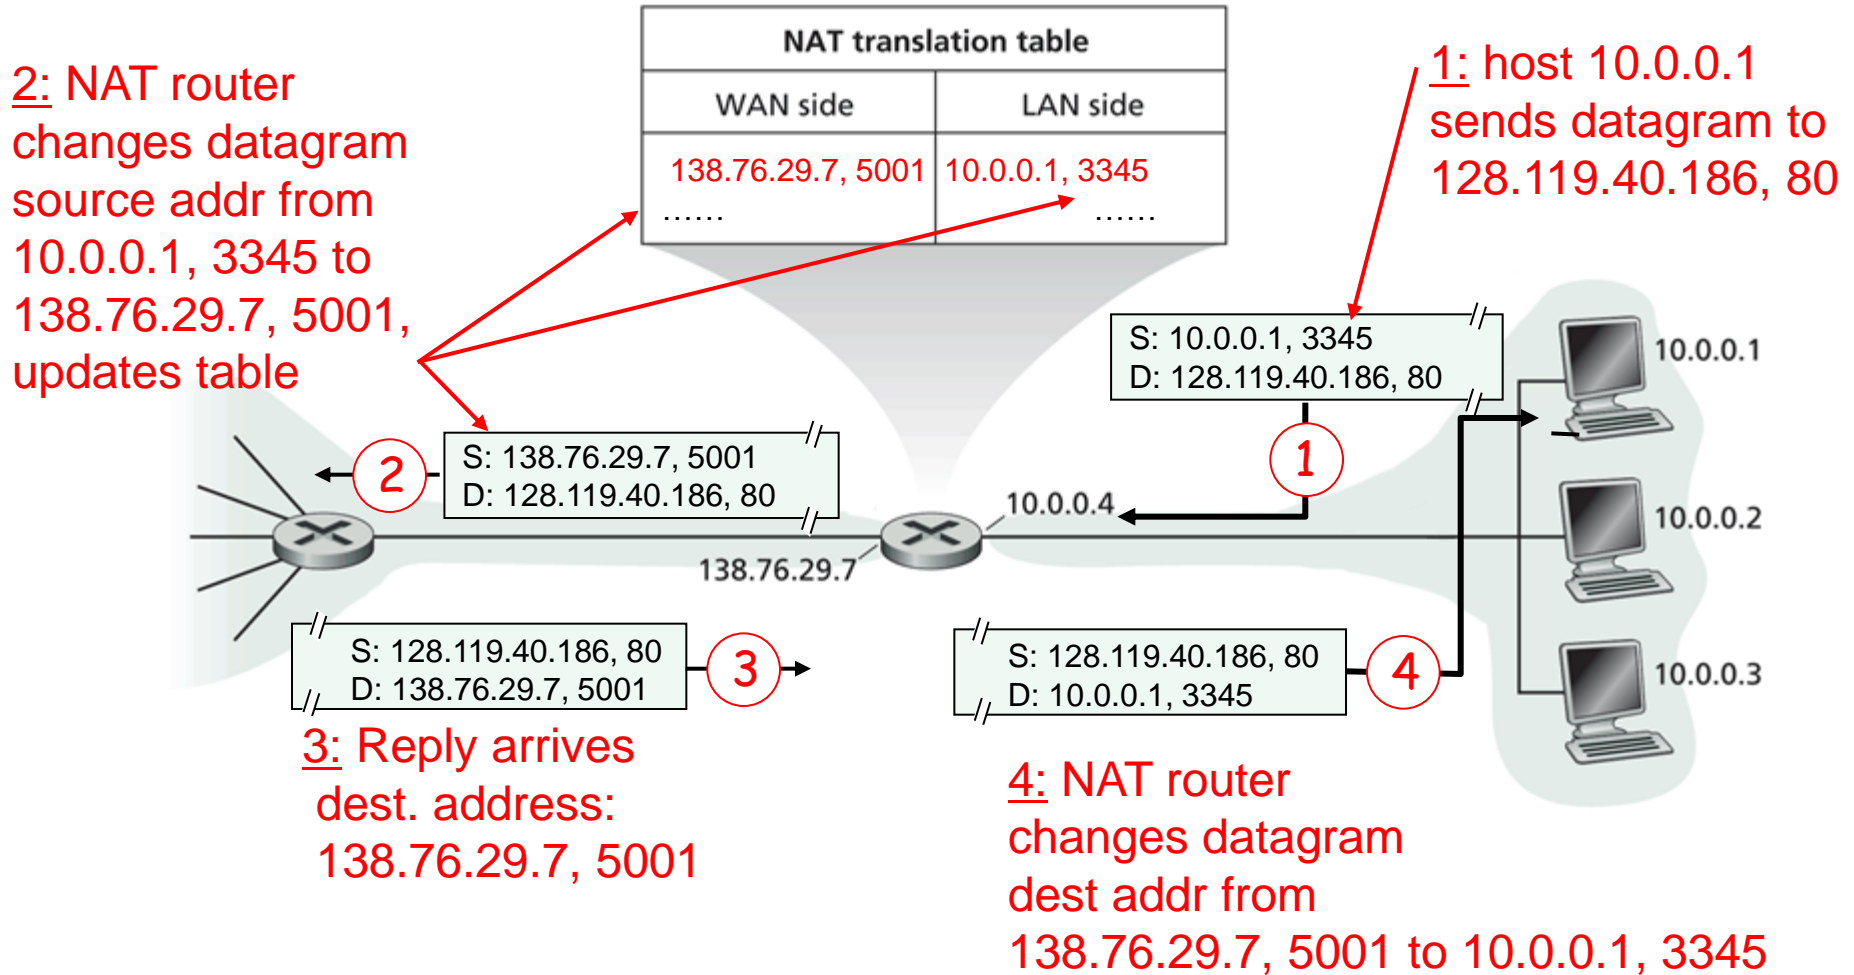 NAT translation table
WAN side
LAN side
138.76.29.7, 5001
10.0.0.1, 3345
......
......
2: NAT router
changes datagram
source addr from
10.0.0.1, 3345 to
138.76.29.7, 5001,
updates table
1: host 10.0.0.1
sends datagram to
128.119.40.186, 80
S: 10.0.0.1, 3345
D: 128.119.40.186, 80
10.0.0.1
1
2
S: 138.76.29.7, 5001
D: 128.119.40.186, 80
10.0.0.4
10.0.0.2
138.76.29.7
S: 128.119.40.186, 80
D: 138.76.29.7, 5001
3
S: 128.119.40.186, 80
D: 10.0.0.1, 3345
4
10.0.0.3
3: Reply arrives
dest. address:
138.76.29.7, 5001
4: NAT router
changes datagram
dest addr from
138.76.29.7, 5001 to 10.0.0.1, 3345